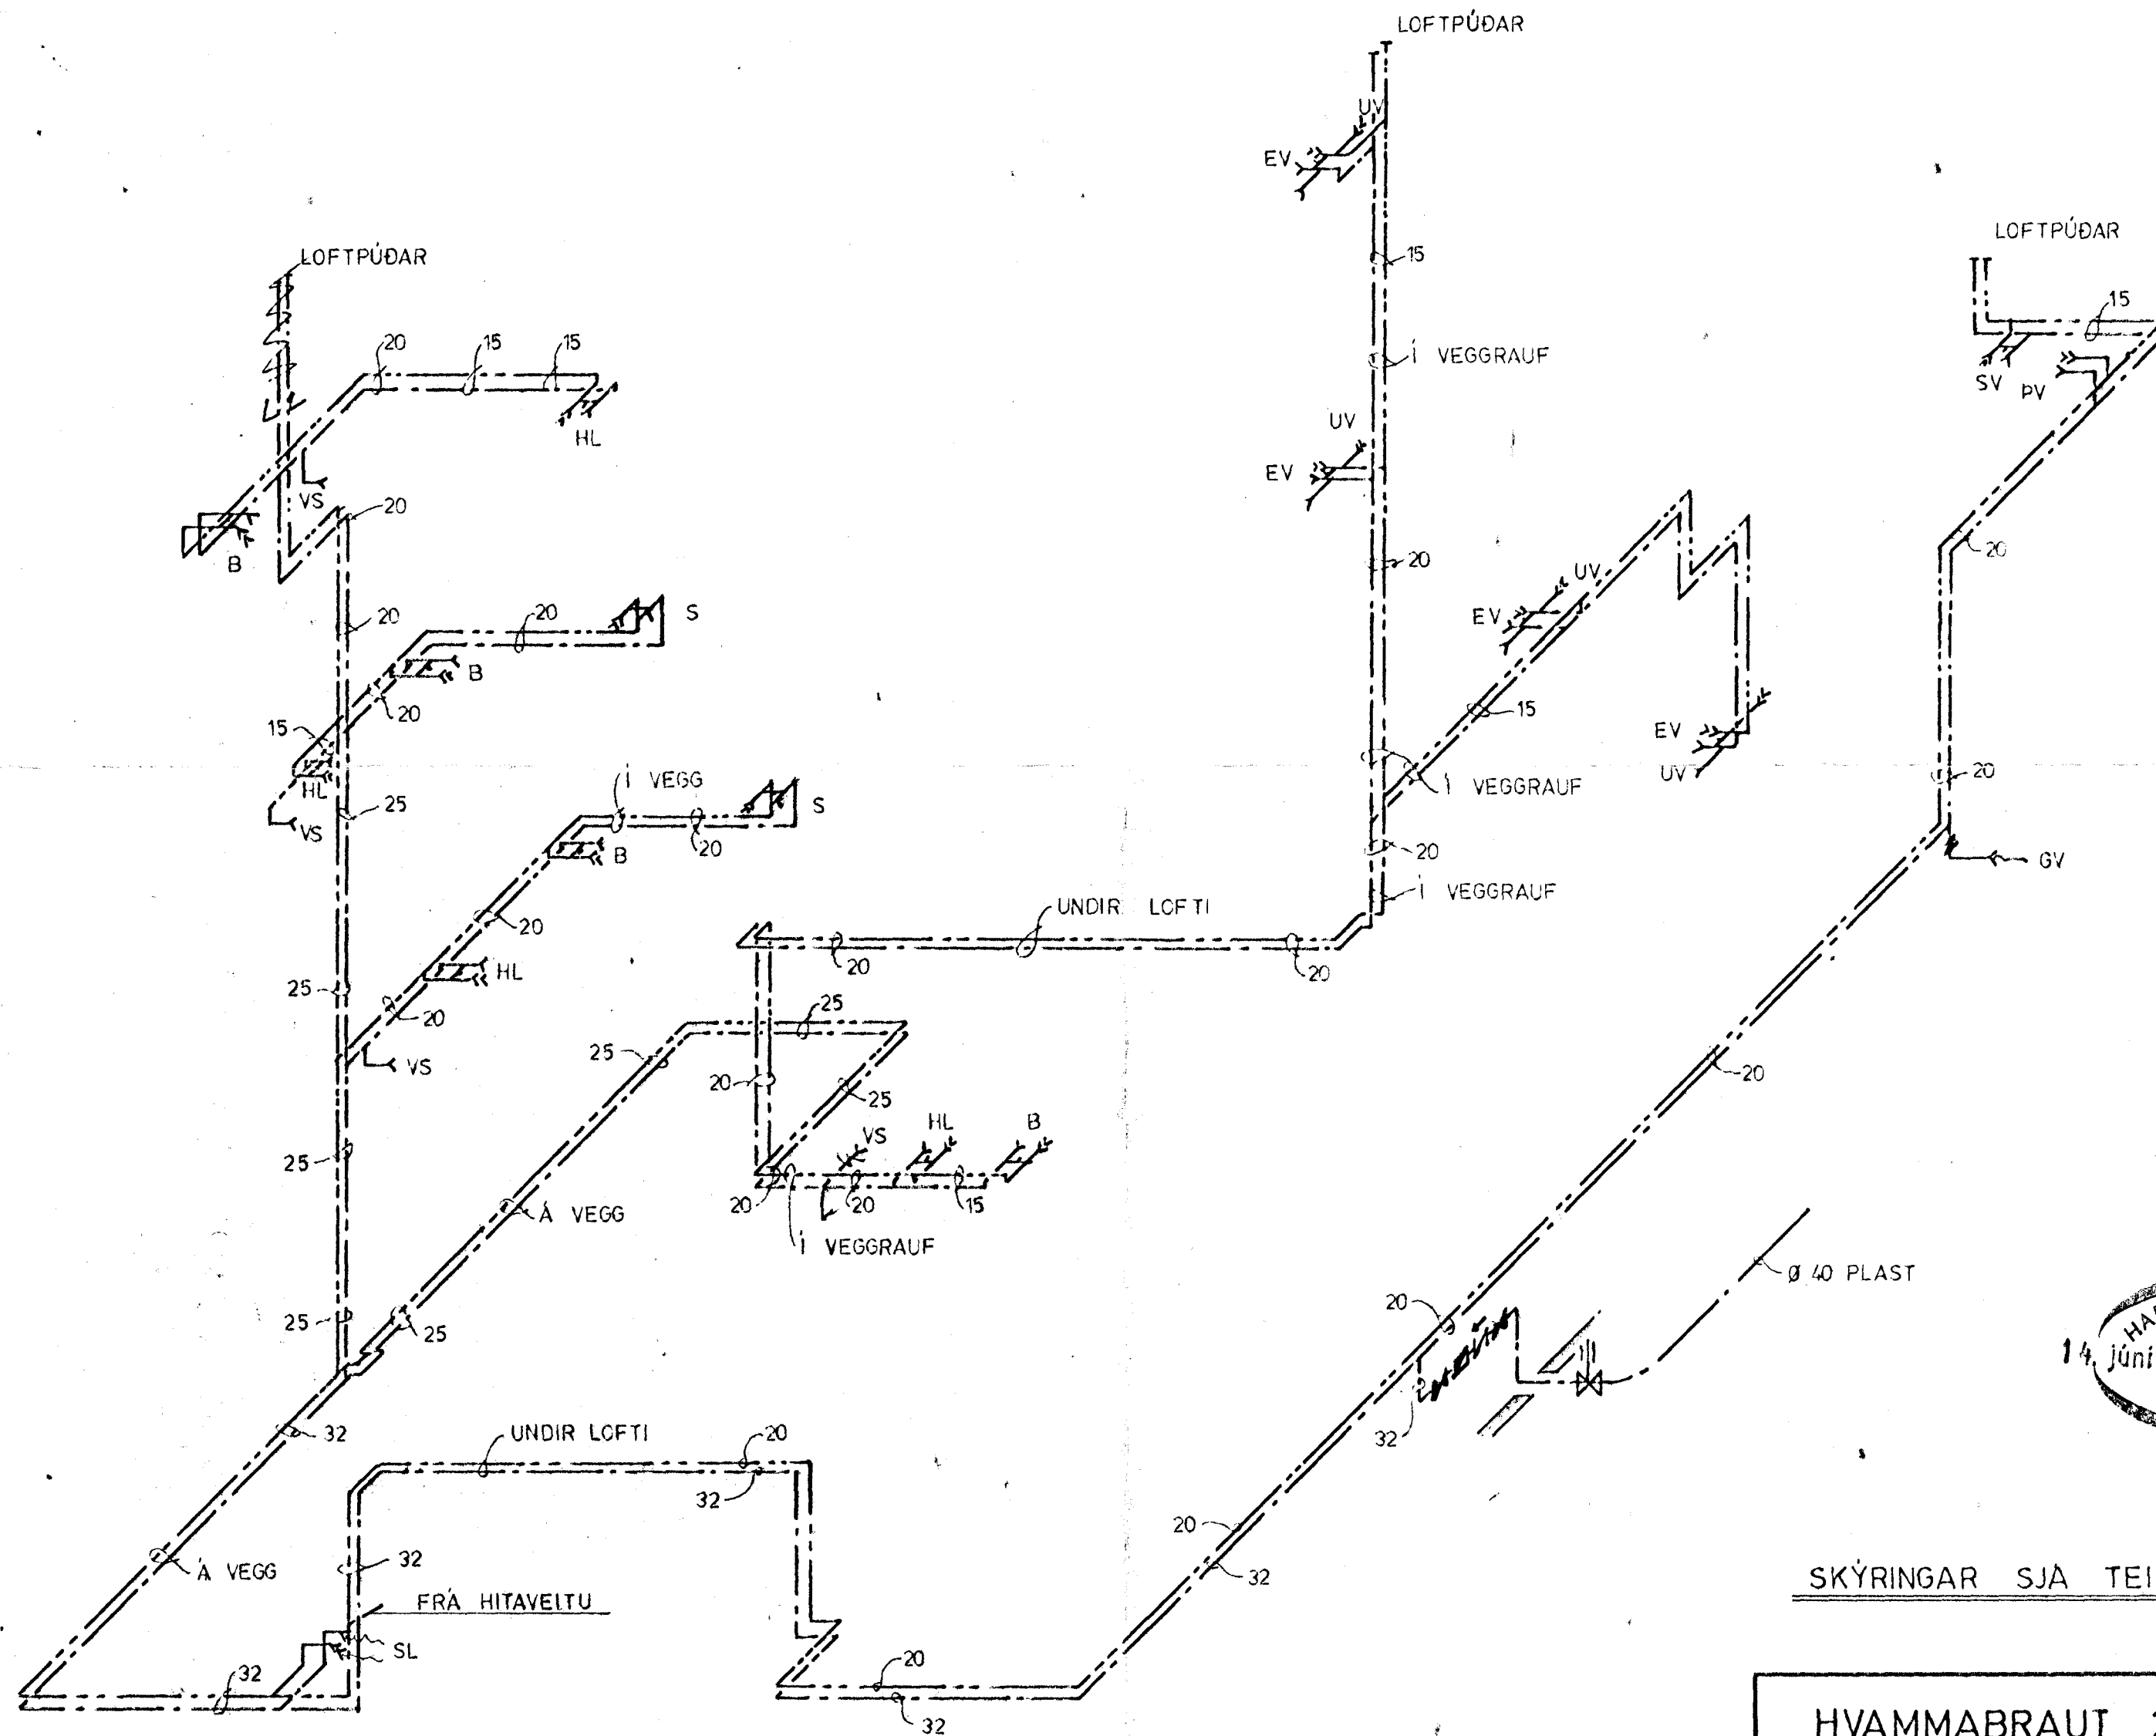 LOFTPÚÐAR
UV
EV
15
LOFTPÚÐAR
15
SV
PV
LOFTPÚÐAR
20
15
15
HL
VS
B
20
Í VEGGRAUF
UV
EV
20
20
20
S
B
20
15
HL
VS
25
UV
EV
15
EV
UV
20
20
GV
Í VEGG
S
B
20
20
HL
25
20
VS
Í VEGGRAUF
20
Í VEGGRAUF
UNDIR LOFTI
20
20
25
25
20
25
VS
HL
B
20
20
15
Í VEGGRAUF
25
Á VEGG
25
25
20
Ø 40 PLAST
20
32
14. júní
32
UNDIR LOFTI
20
32
20
32
Á VEGG
32
FRÁ HITAVEITU
SL
32
20
32
SKÝRINGAR SJÁ TEI
HVAMMABRAUT